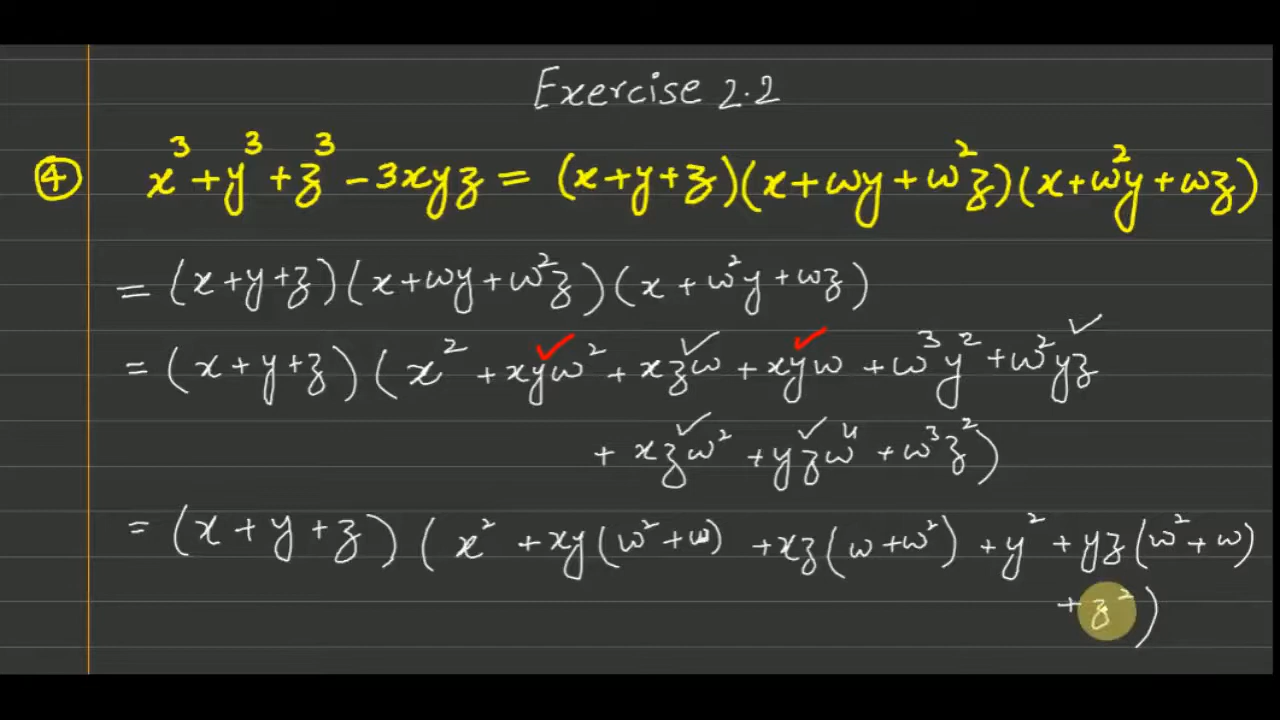 Exercise 2.2
④ x³ + y³ + z³ - 3xyz = (x+y+z)(x+ωy+ω²z)(x+ω²y+ωz)
= (x+y+z)(x+ωy+ω²z)(x+ω²y+ωz)
= (x+y+z)(x² + xyω² + xzω + xyω + ω³y² + ω²yz
+ xzω² + yzω⁴ + ω³z²)
= (x+y+z)(x² + xy(ω²+ω) + xz(ω+ω²) + y² + yz(ω²+ω)
+ z²)